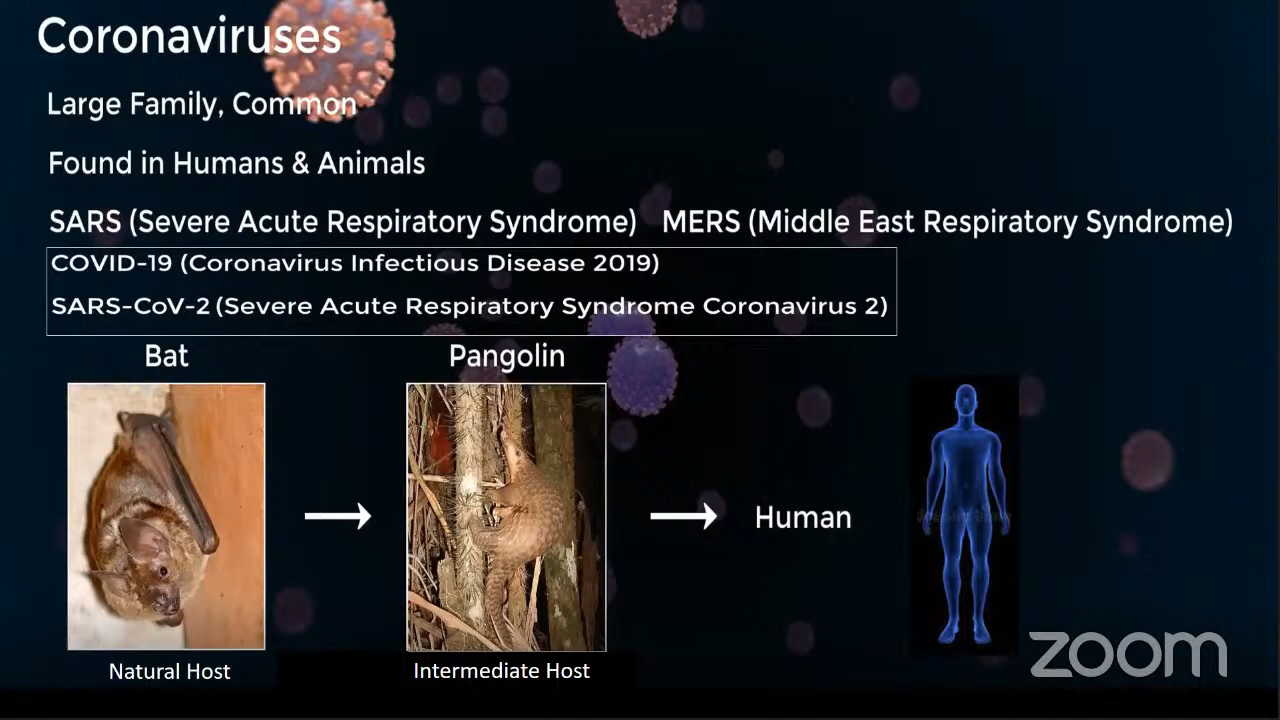 Coronaviruses
Large Family, Common
Found in Humans & Animals
SARS (Severe Acute Respiratory Syndrome) MERS (Middle East Respiratory Syndrome)
COVID-19 (Coronavirus Infectious Disease 2019)
SARS-CoV-2 (Severe Acute Respiratory Syndrome Coronavirus 2)
Bat
Pangolin
Human
Natural Host
Intermediate Host
zoom